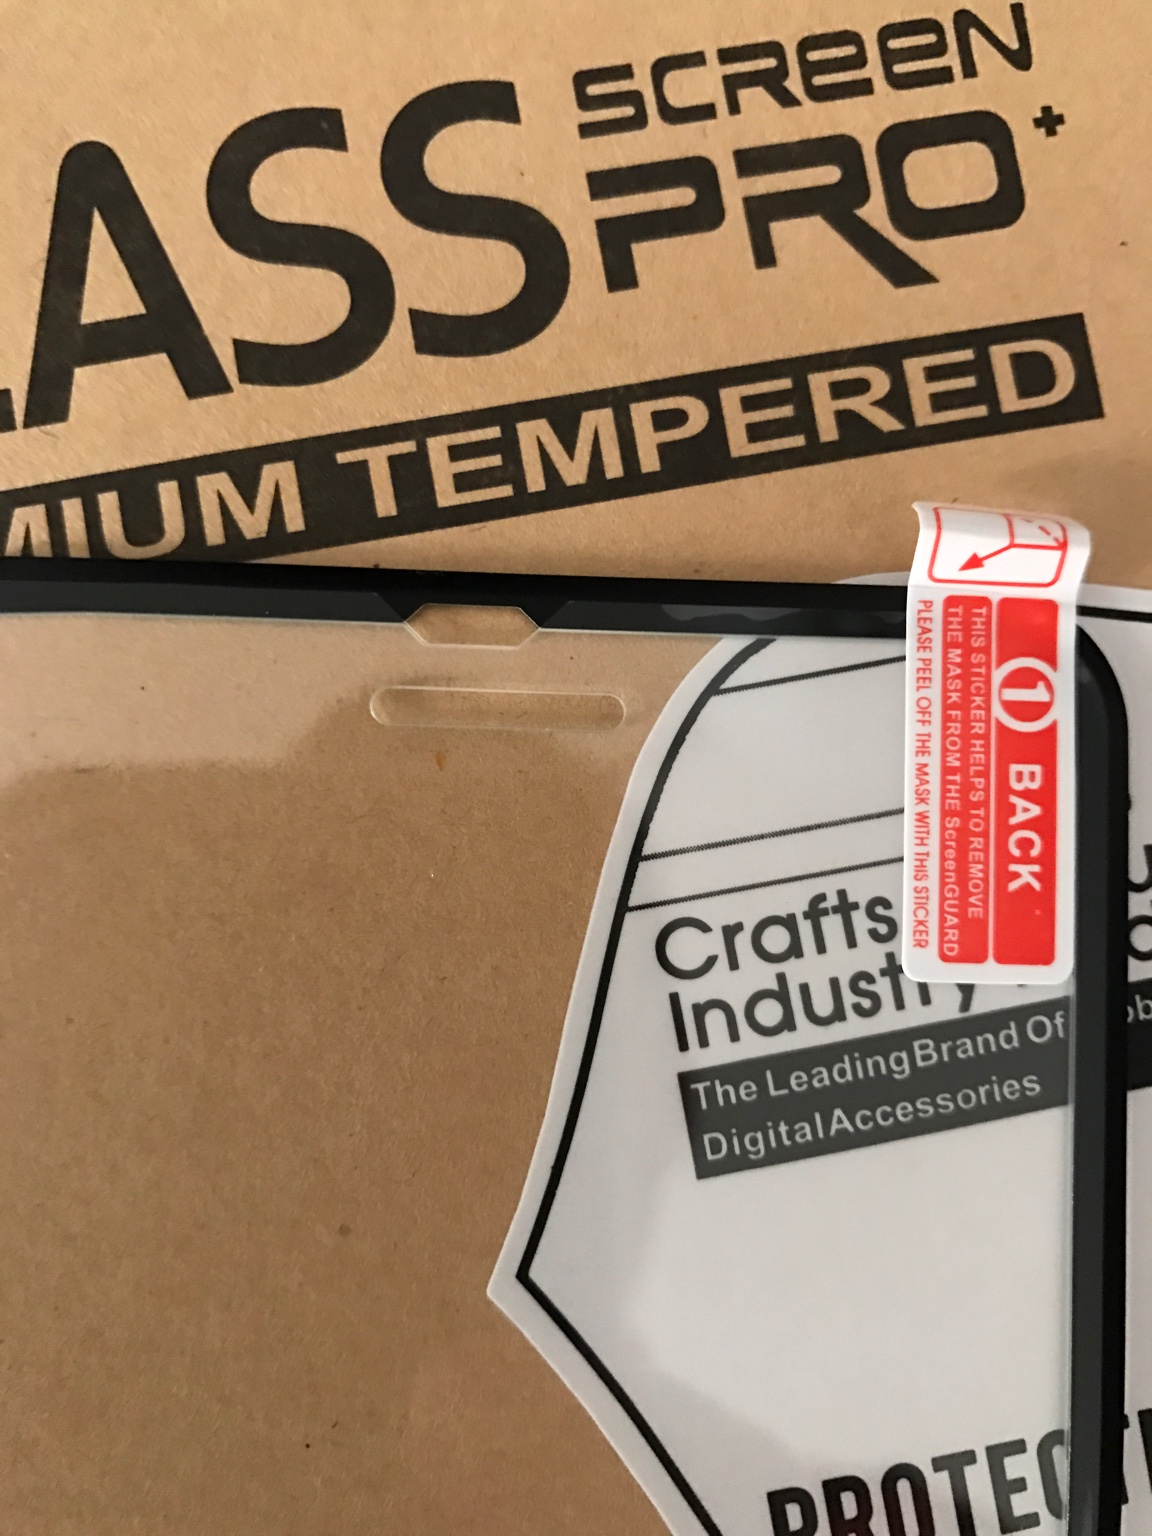 LASS
SCReeN
PRO+
MIUM TEMPERED
1 BACK
THIS STICKER HELPS TO REMOVE
THE MASK FROM THE ScreenGUARD
PLEASE PEEL OFF THE MASK WITH THIS STICKER
Crafts
Industry
The Leading Brand Of
Digital Accessories
PROTECT